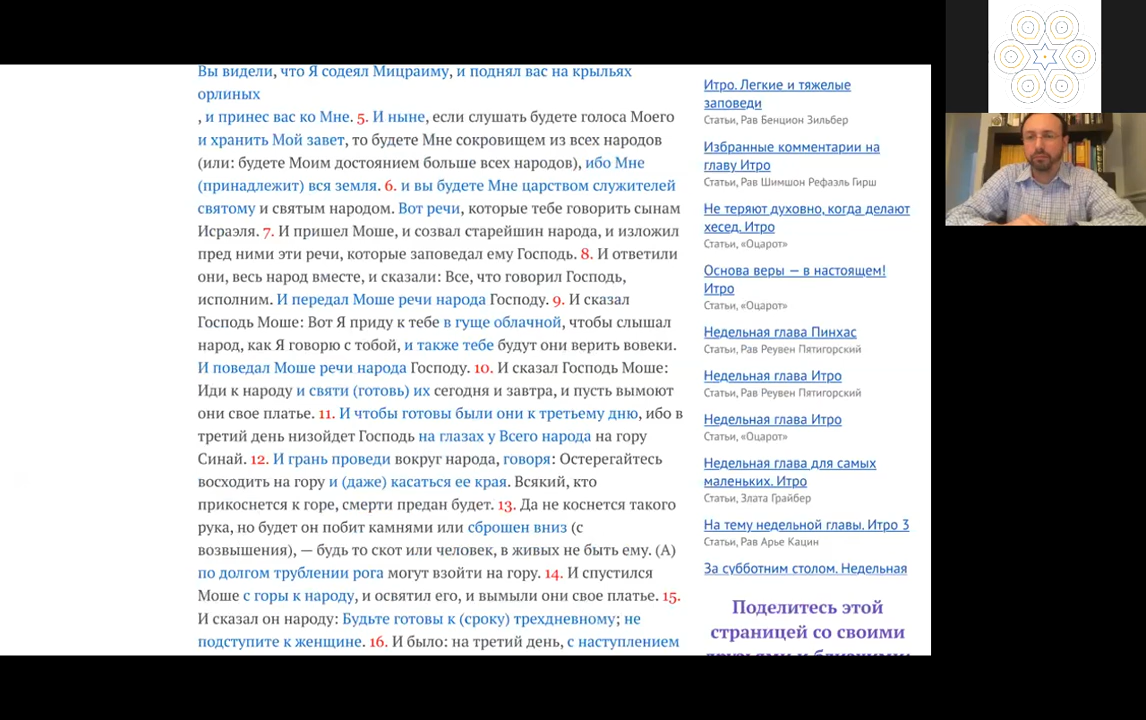 Вы видели, что Я содеял Мицраиму, и поднял вас на крыльях
орлиных
, и принес вас ко Мне. 5. И ныне, если слушать будете голоса Моего
и хранить Мой завет, то будете Мне сокровищем из всех народов
(или: будете Моим достоянием больше всех народов), ибо Мне
(принадлежит) вся земля. 6. и вы будете Мне царством служителей
святому и святым народом. Вот речи, которые тебе говорить сынам
Исраэля. 7. И пришел Моше, и созвал старейшин народа, и изложил
пред ними эти речи, которые заповедал ему Господь. 8. И ответили
они, весь народ вместе, и сказали: Все, что говорил Господь,
исполним. И передал Моше речи народа Господу. 9. И сказал
Господь Моше: Вот Я приду к тебе в гуще облачной, чтобы слышал
народ, как Я говорю с тобой, и также тебе будут они верить вовеки.
И поведал Моше речи народа Господу. 10. И сказал Господь Моше:
Иди к народу и святи (готовь) их сегодня и завтра, и пусть вымоют
они свое платье. 11. И чтобы готовы были они к третьему дню, ибо в
третий день низойдет Господь на глазах у Всего народа на гору
Синай. 12. И грань проведи вокруг народа, говоря: Остерегайтесь
восходить на гору и (даже) касаться ее края. Всякий, кто
прикоснется к горе, смерти предан будет. 13. Да не коснется такого
рука, но будет он побит камнями или сброшен вниз (с
возвышения), — будь то скот или человек, в живых не быть ему. (А)
по долгом трублении рога могут взойти на гору. 14. И спустился
Моше с горы к народу, и освятил его, и вымыли они свое платье. 15.
И сказал он народу: Будьте готовы к (сроку) трехдневному; не
подступите к женщине. 16. И было: на третий день, с наступлением
Итро. Легкие и тяжелые
заповеди
Статьи, Рав Бенцион Зильбер
Избранные комментарии на
главу Итро
Статьи, Рав Шимшон Рефаэль Гирш
Не теряют духовно, когда делают
хесед. Итро
Статьи, «Оцарот»
Основа веры — в настоящем!
Итро
Статьи, «Оцарот»
Недельная глава Пинхас
Статьи, Рав Реувен Пятигорский
Недельная глава Итро
Статьи, Рав Реувен Пятигорский
Недельная глава Итро
Статьи, «Оцарот»
Недельная глава для самых
маленьких. Итро
Статьи, Злата Грайбер
На тему недельной главы. Итро 3
Статьи, Рав Арье Кацин
За субботним столом. Недельная
Поделитесь этой
страницей со своими